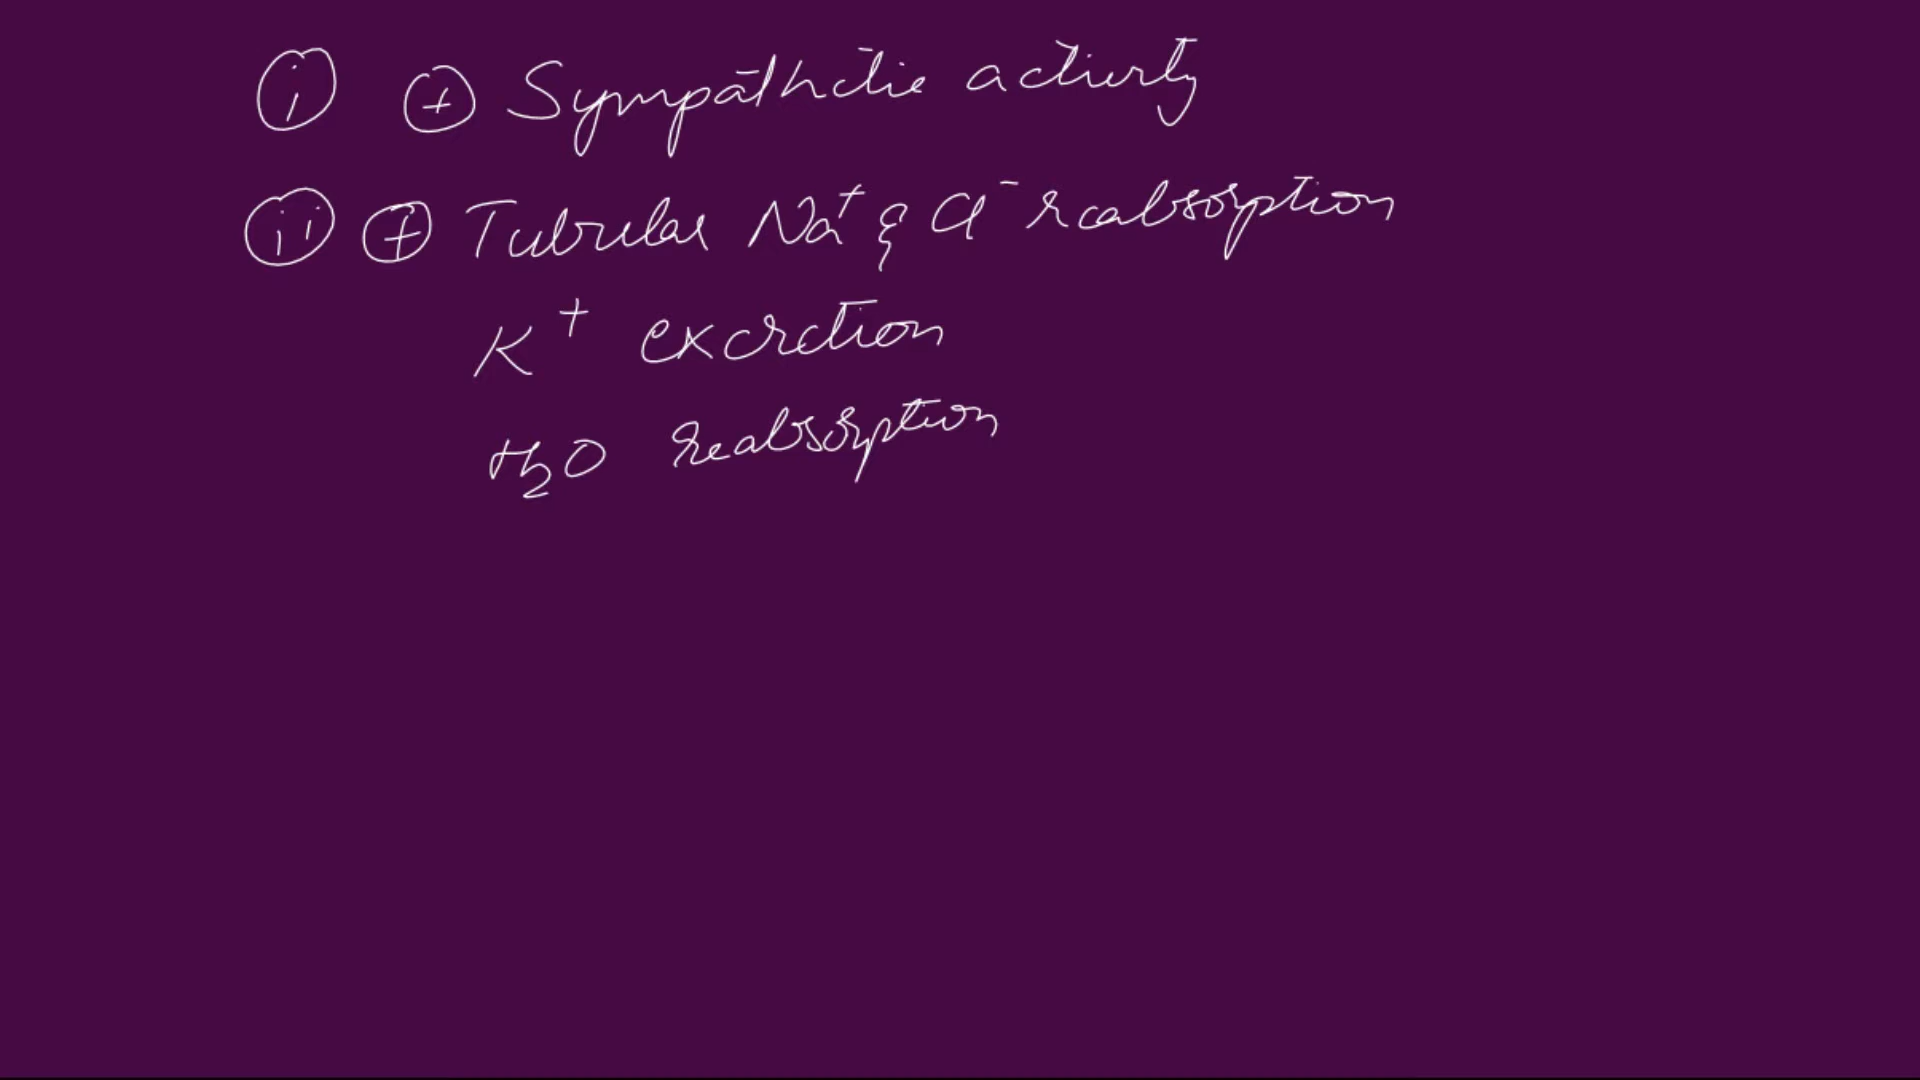 i + Sympathetic activity
ii + Tubular Na+ & Cl- reabsorption
K+ excretion
H2O reabsorption